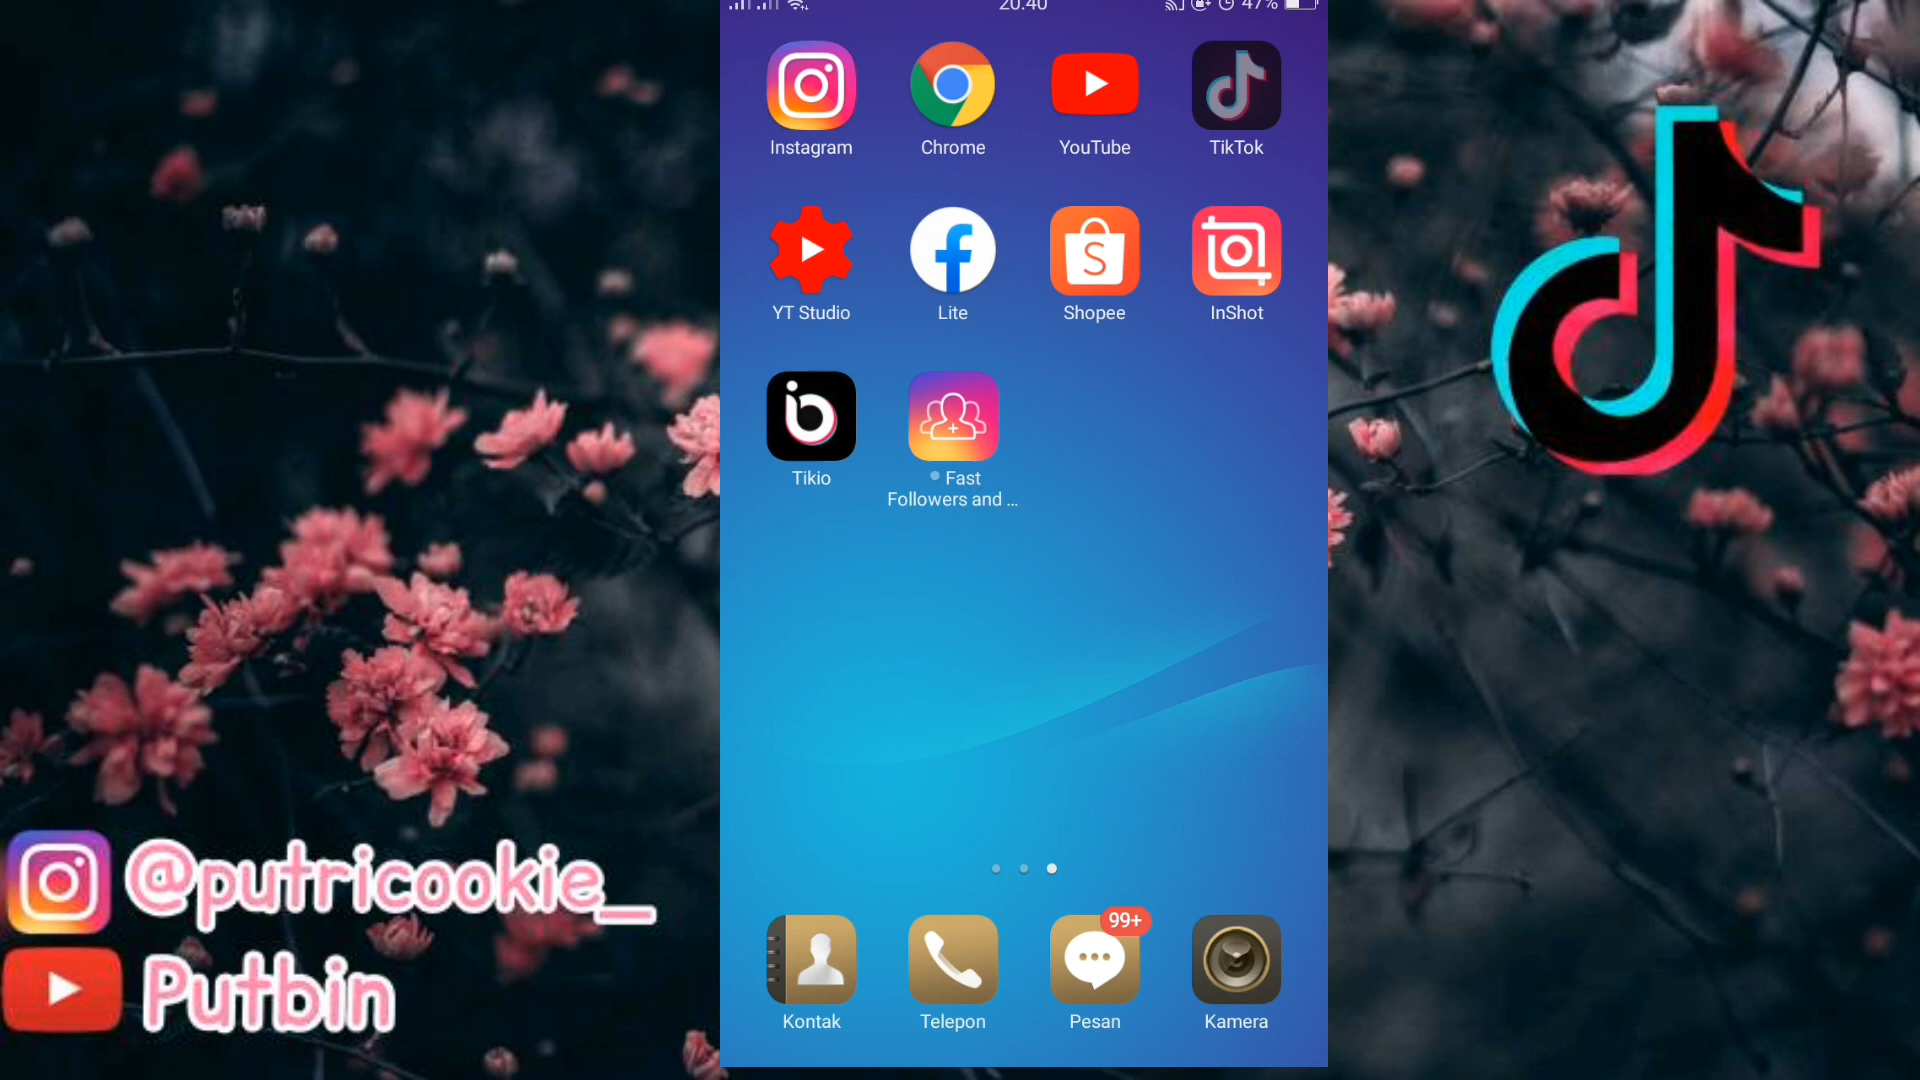 20.40
47%
Instagram
Chrome
YouTube
TikTok
YT Studio
Lite
Shopee
InShot
Tikio
Fast
Followers and ...
@putricookie_
Putbin
99+
Kontak
Telepon
Pesan
Kamera